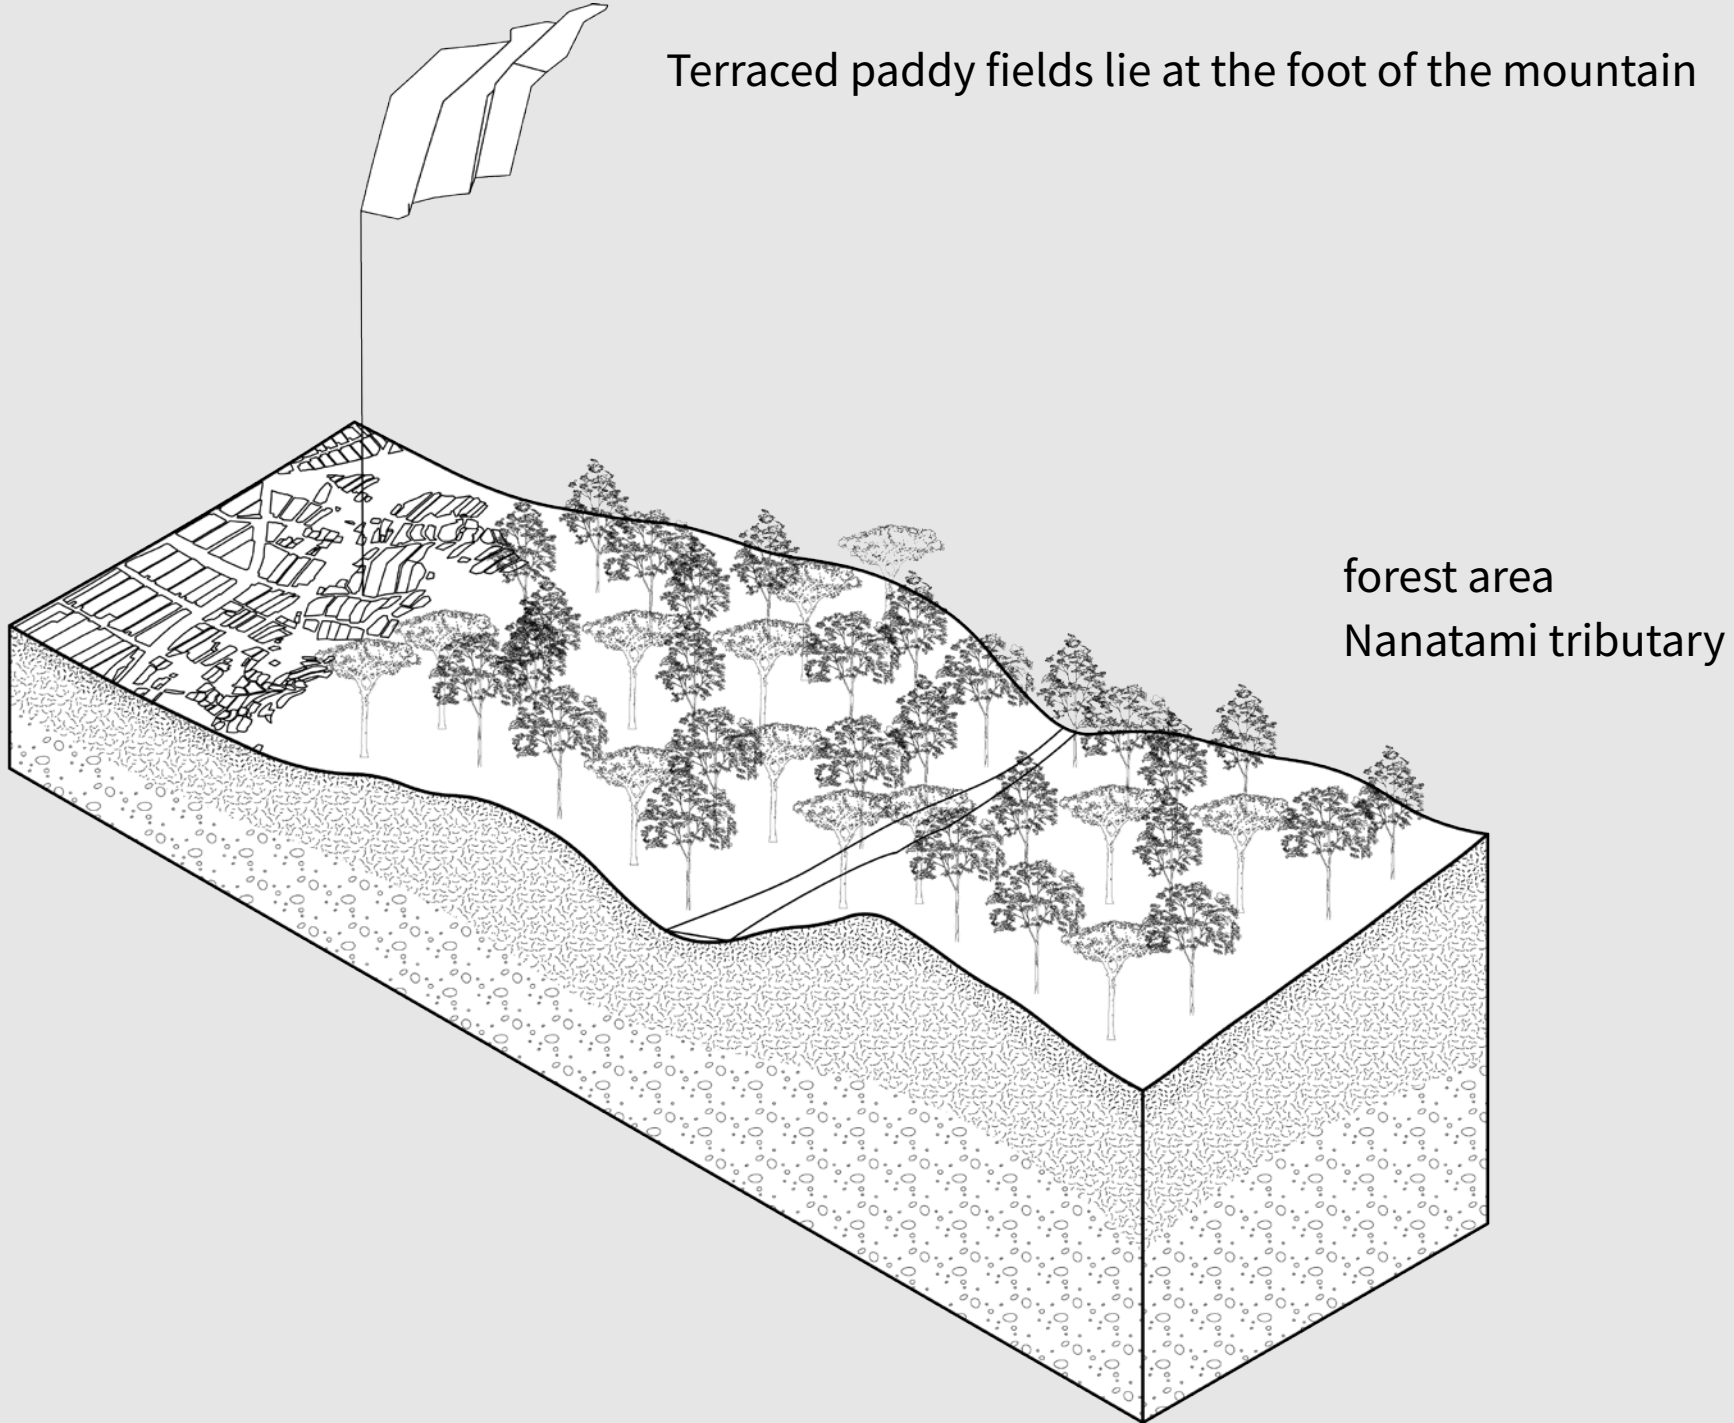 Terraced paddy fields lie at the foot of the mountain
forest area
Nanatami tributary